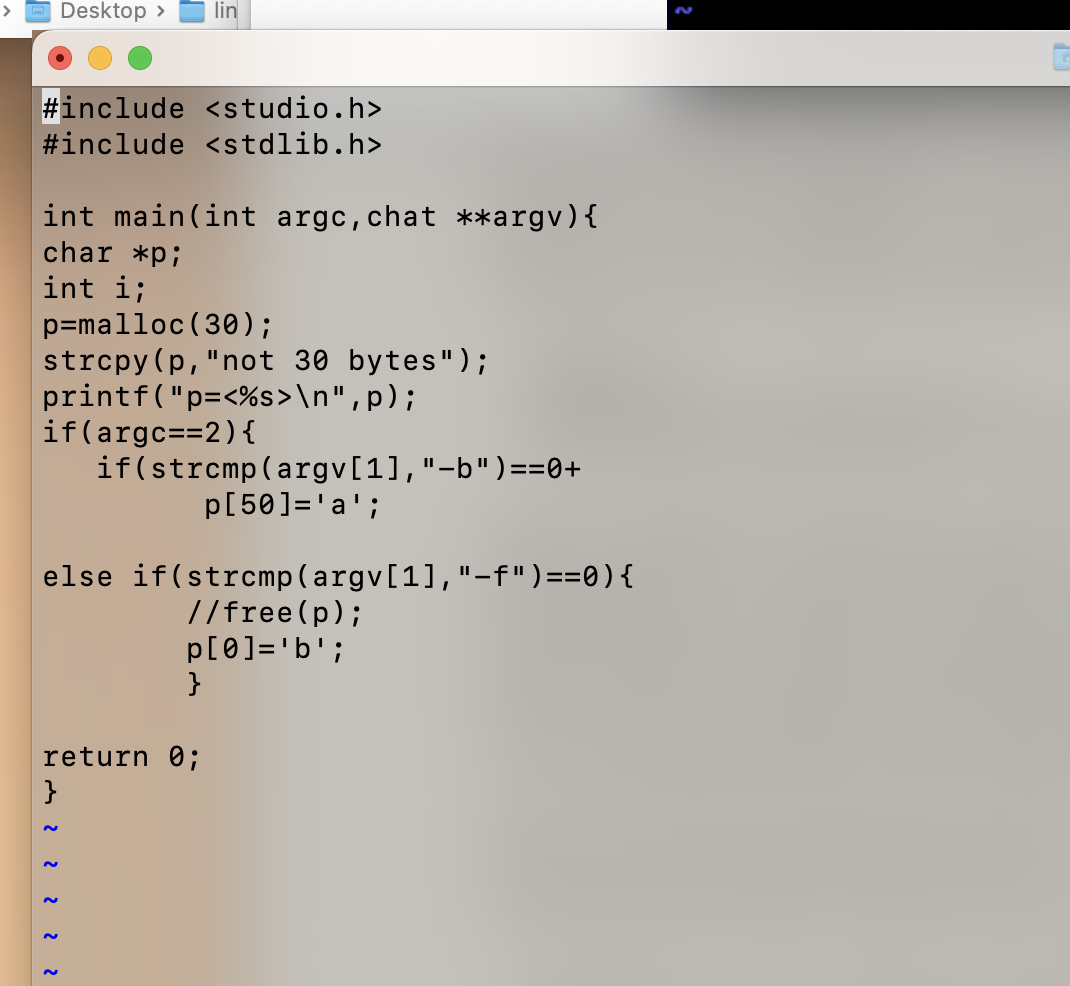 Desktop
lin
~
#include <studio.h>
#include <stdlib.h>
int main(int argc,chat **argv){
char *p;
int i;
p=malloc(30);
strcpy(p,"not 30 bytes");
printf("p=<%s>\n",p);
if(argc==2){
if(strcmp(argv[1],"-b")==0+
p[50]='a';
else if(strcmp(argv[1],"-f")==0){
//free(p);
p[0]='b';
}
return 0;
}
~
~
~
~
~